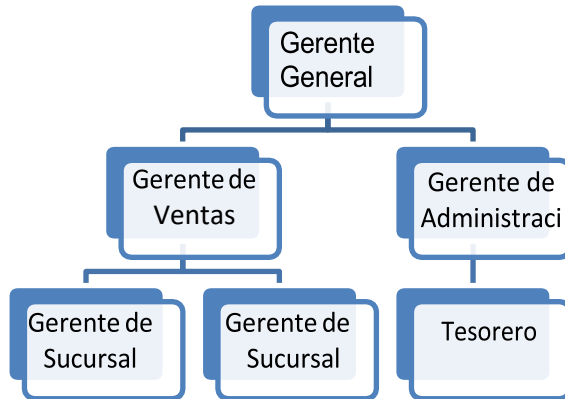 Gerente
General
Gerente de
Ventas
Gerente de
Administraci
Gerente de
Sucursal
Gerente de
Sucursal
Tesorero